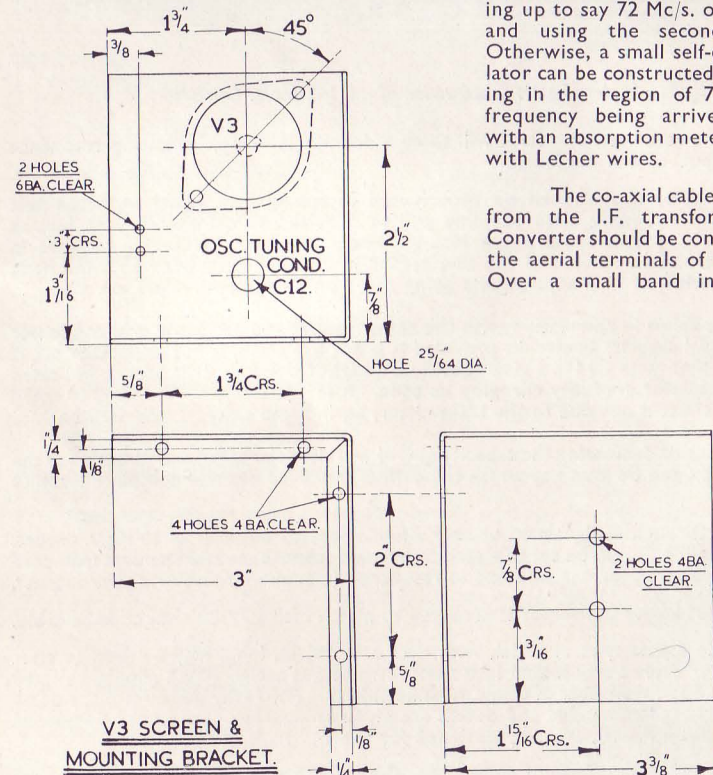 1¾"
45°
⅜"
ing up to say 72 Mc/s. o
and using the secon
Otherwise, a small self-
lator can be constructed
ing in the region of 7
frequency being arrive
with an absorption mete
with Lecher wires.
The co-axial cable
from the I.F. transfor
Converter should be con
the aerial terminals of
Over a small band in
V3
2 HOLES
6BA. CLEAR.
·3" CRS.
2½"
OSC. TUNING
COND.
C12.
1 3/16"
⅞"
HOLE 25/64" DIA.
⅝"
1¾" CRS.
¼"
⅛"
4 HOLES 4 BA. CLEAR.
3"
2" CRS.
⅝"
⅛"
¼"
⅞" CRS.
2 HOLES 4BA.
CLEAR.
1 3/16"
1 15/16" CRS.
3⅜"
V3 SCREEN &
MOUNTING BRACKET.